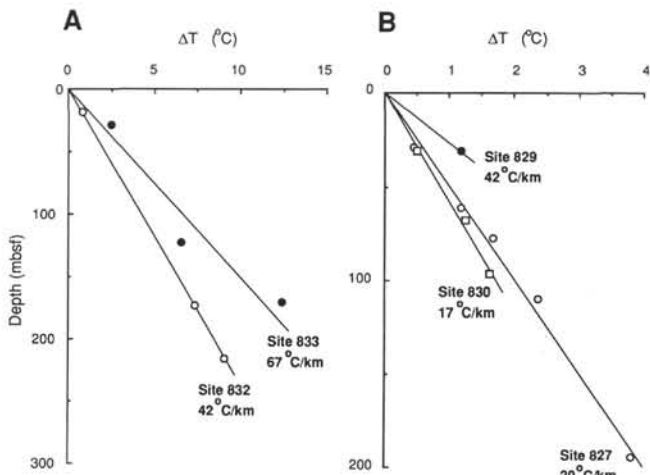 A
ΔT (°C)
0 5 10 15
0
100
200
300
Depth (mbsf)
Site 833
67°C/km
Site 832
42°C/km
B
ΔT (°C)
0 1 2 3 4
0
100
200
Site 829
42°C/km
Site 830
17°C/km
Site 827